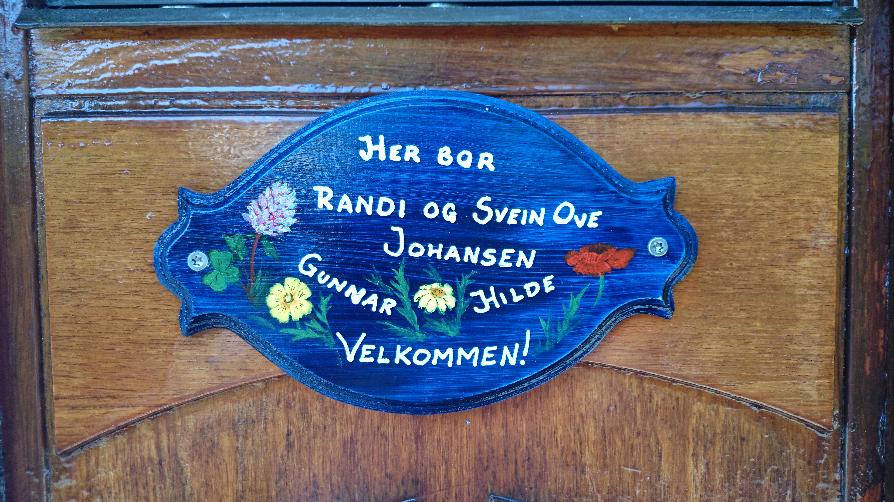 HER BOR
RANDI OG SVEIN OVE
JOHANSEN
GUNNAR HILDE
VELKOMMEN!